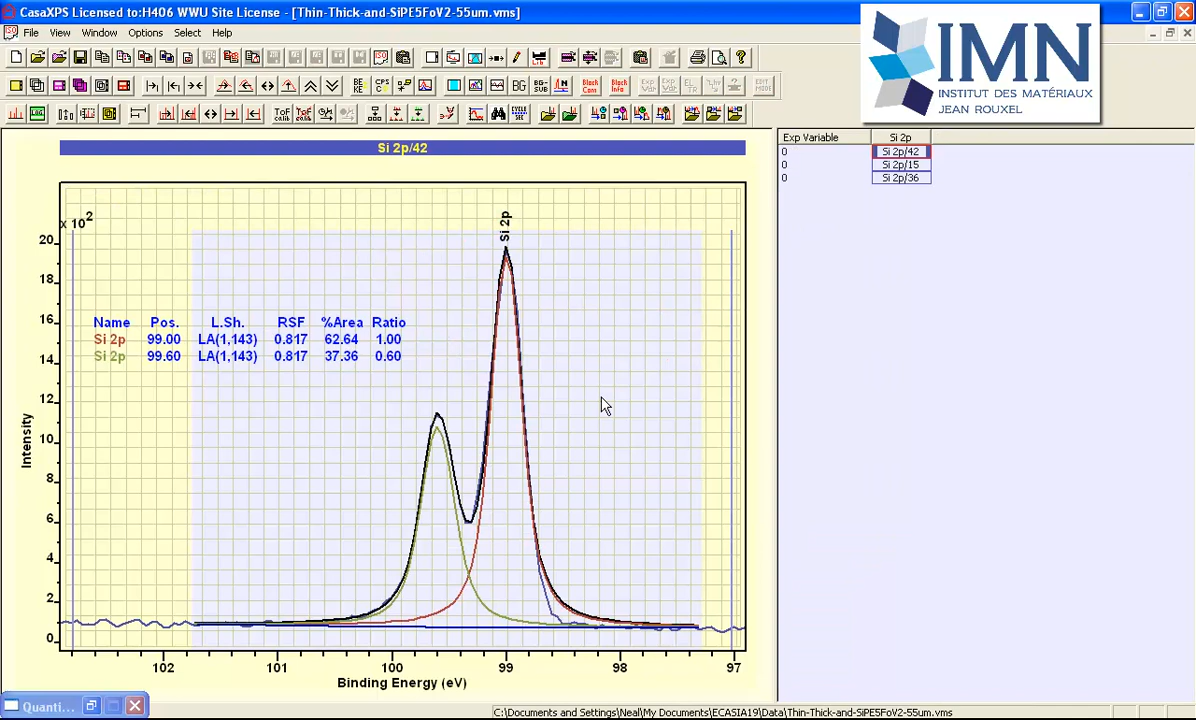 CasaXPS Licensed to:H406 WWU Site License - [Thin-Thick-and-SiPE5FoV2-55um.vms]
File View Window Options Select Help
IMN
INSTITUT DES MATÉRIAUX
JEAN ROUXEL
Exp Variable Si 2p
0 Si 2p/42
0 Si 2p/15
0 Si 2p/36
Si 2p/42
x 10²
Si 2p
20
18
16
14
12
10
8
6
4
2
0
Intensity
Name Pos. L.Sh. RSF %Area Ratio
Si 2p 99.00 LA(1,143) 0.817 62.64 1.00
Si 2p 99.60 LA(1,143) 0.817 37.36 0.60
102 101 100 99 98 97
Binding Energy (eV)
Quanti...
C:\Documents and Settings\Neal\My Documents\ECASIA19\Data\Thin-Thick-and-SiPE5FoV2-55um.vms